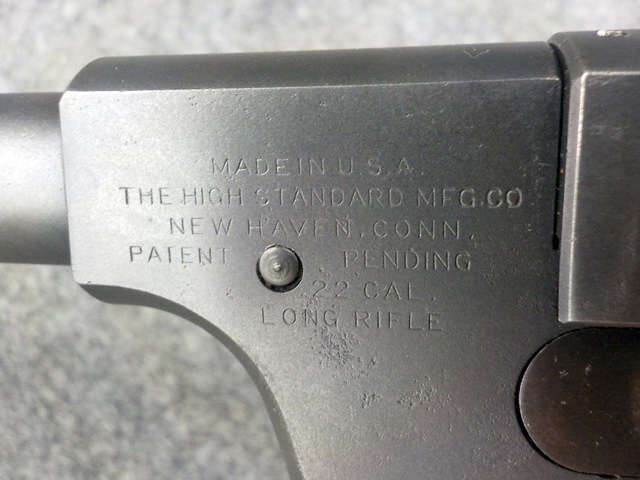 MADE IN U.S.A.
THE HIGH STANDARD MFG.CO
NEW HAVEN, CONN.
PATENT PENDING
.22 CAL.
LONG RIFLE